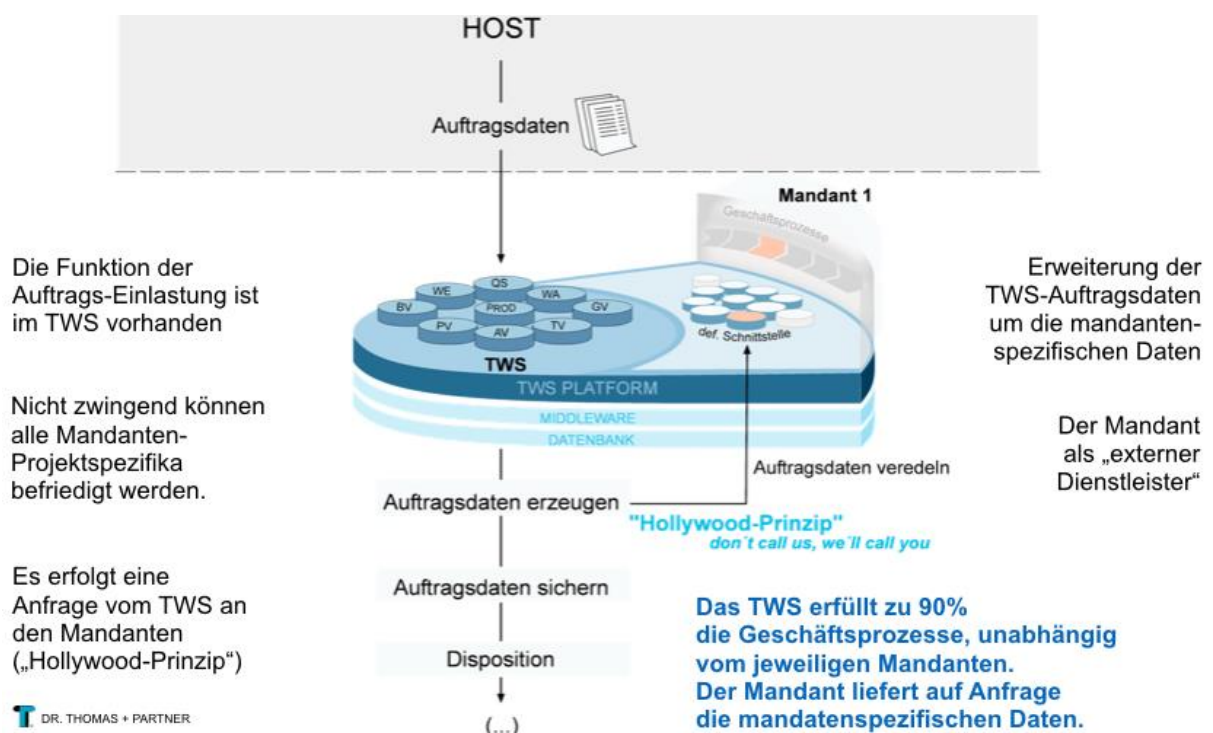 HOST
Auftragsdaten
Mandant 1
Geschäftsprozesse
Die Funktion der
Auftrags-Einlastung ist
im TWS vorhanden
QS
WE
WA
BV
PROD
GV
PV
AV
TV
TWS
def. Schnittstelle
TWS PLATFORM
MIDDLEWARE
DATENBANK
Erweiterung der
TWS-Auftragsdaten
um die mandanten-
spezifischen Daten
Nicht zwingend können
alle Mandanten-
Projektspezifika
befriedigt werden.
Der Mandant
als „externer
Dienstleister“
Auftragsdaten veredeln
Auftragsdaten erzeugen
"Hollywood-Prinzip"
don´t call us, we´ll call you
Es erfolgt eine
Anfrage vom TWS an
den Mandanten
(„Hollywood-Prinzip“)
Auftragsdaten sichern
Disposition
(...)
Das TWS erfüllt zu 90%
die Geschäftsprozesse, unabhängig
vom jeweiligen Mandanten.
Der Mandant liefert auf Anfrage
die mandatenspezifischen Daten.
DR. THOMAS + PARTNER